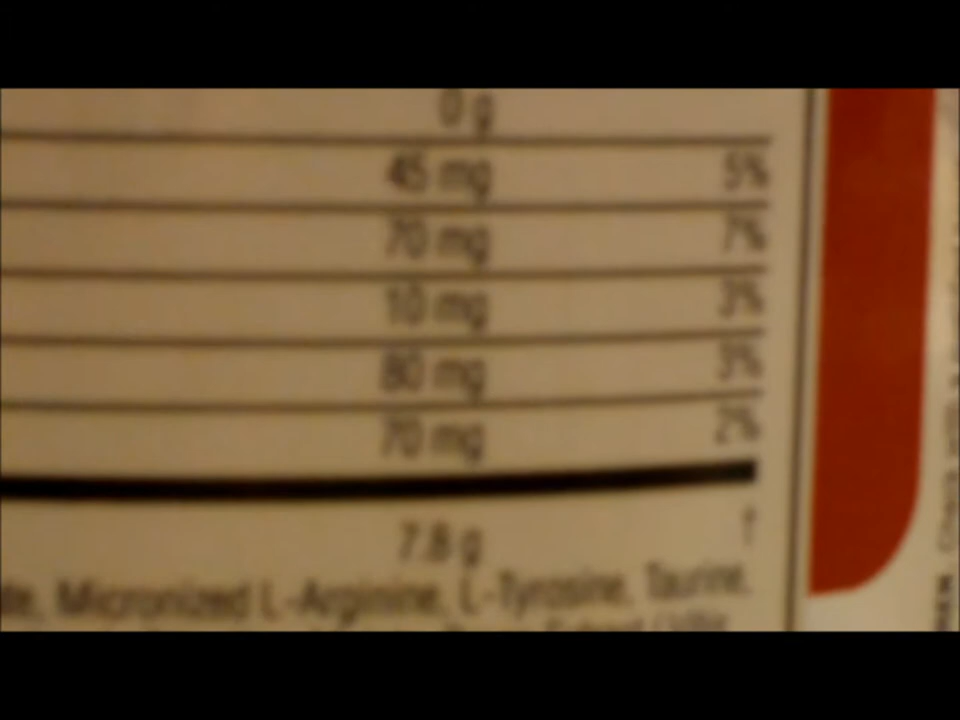 0 g
45 mg 5%
70 mg 7%
10 mg 3%
80 mg 3%
70 mg 2%
7.8 g †
Micronized L-Arginine, L-Tyrosine, Taurine,